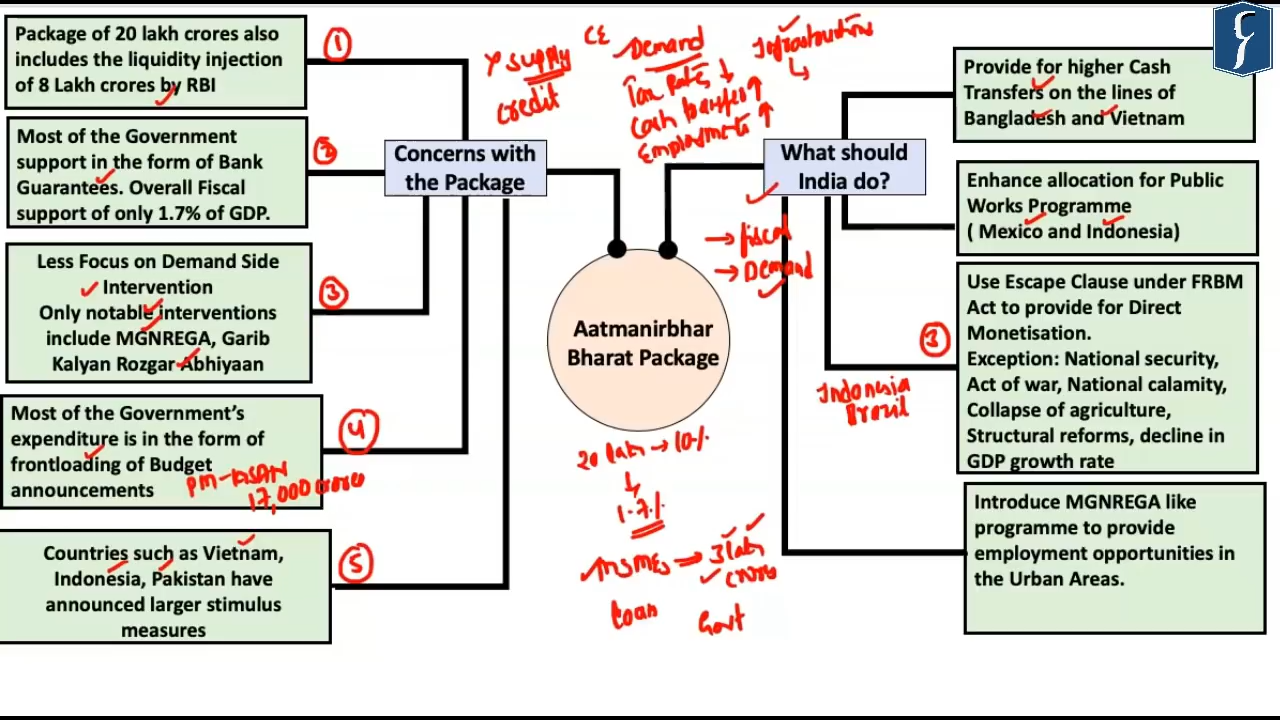 Package of 20 lakh crores also
includes the liquidity injection
of 8 Lakh crores by RBI
1
Most of the Government
support in the form of Bank
Guarantees. Overall Fiscal
support of only 1.7% of GDP.
2
Less Focus on Demand Side
Intervention
Only notable interventions
include MGNREGA, Garib
Kalyan Rozgar Abhiyaan
3
Most of the Government's
expenditure is in the form of
frontloading of Budget
announcements
PM-KISAN
17,000 crores
4
Countries such as Vietnam,
Indonesia, Pakistan have
announced larger stimulus
measures
5
Concerns with
the Package
supply
credit
CE
Demand
Tax Rates ↓
Cash transfer ↑
Employment ↑
Infrastructure
What should
India do?
→ fiscal
→ Demand
Aatmanirbhar
Bharat Package
20 lakh → 10%
↓
1.7%
MSMEs → 3 lakh
crores
loan Govt
Provide for higher Cash
Transfers on the lines of
Bangladesh and Vietnam
Enhance allocation for Public
Works Programme
( Mexico and Indonesia)
Use Escape Clause under FRBM
Act to provide for Direct
Monetisation.
Exception: National security,
Act of war, National calamity,
Collapse of agriculture,
Structural reforms, decline in
GDP growth rate
3
Indonesia
Brazil
Introduce MGNREGA like
programme to provide
employment opportunities in
the Urban Areas.